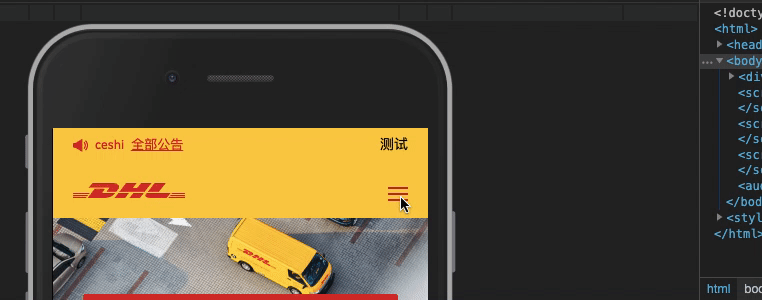 <!docty
<html>
<head
<body
<di
<sc
</s
<sc
</s
<sc
</s
<au
</bod
<styl
</html>
ceshi 全部公告 测试
DHL
DHL
html bo